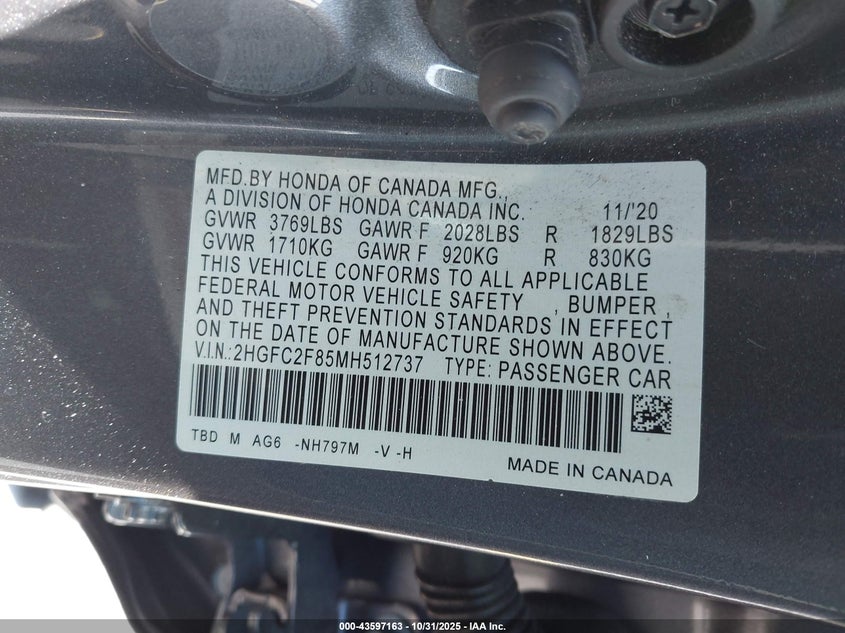 MFD.BY HONDA OF CANADA MFG.,
A DIVISION OF HONDA CANADA INC. 11/'20
GVWR 3769LBS GAWR F 2028LBS R 1829LBS
GVWR 1710KG GAWR F 920KG R 830KG
THIS VEHICLE CONFORMS TO ALL APPLICABLE
FEDERAL MOTOR VEHICLE SAFETY , BUMPER ,
AND THEFT PREVENTION STANDARDS IN EFFECT
ON THE DATE OF MANUFACTURE SHOWN ABOVE.
V.I.N.:2HGFC2F85MH512737 TYPE: PASSENGER CAR
TBD M AG6 -NH797M -V -H
MADE IN CANADA
000-43597163 - 10/31/2025 - IAA Inc.